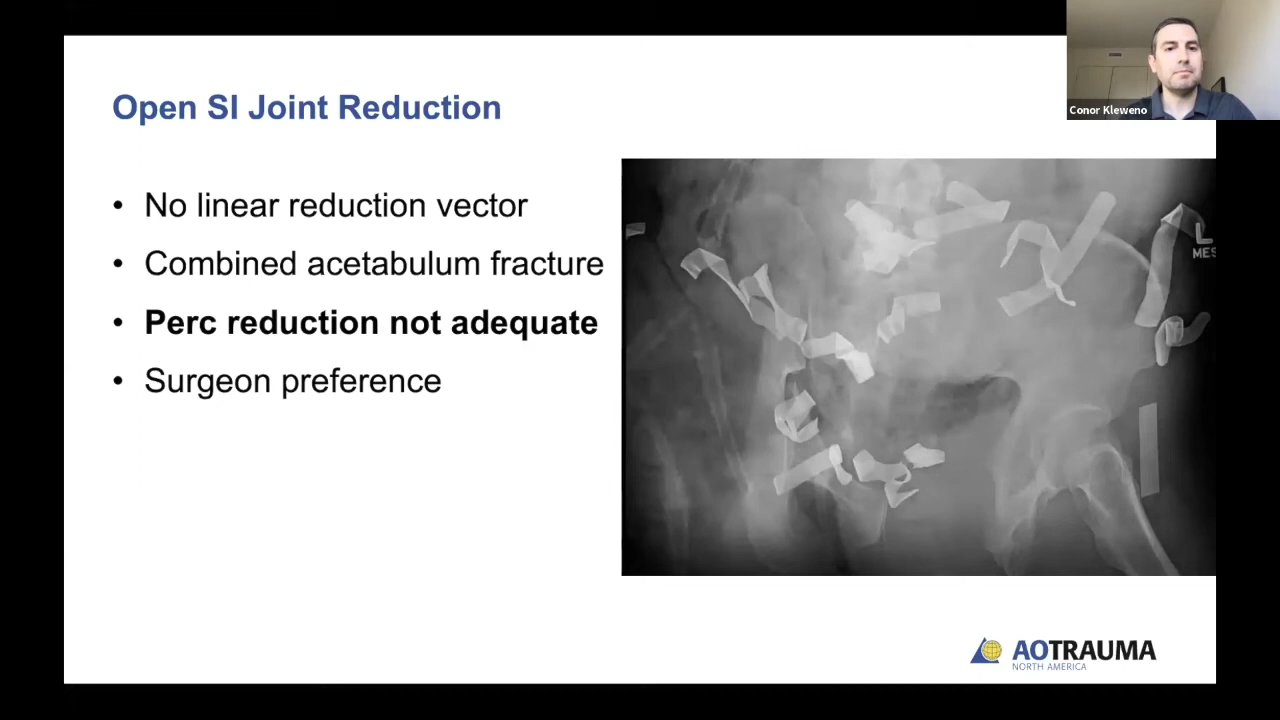 Conor Kleweno
Open SI Joint Reduction
• No linear reduction vector
• Combined acetabulum fracture
• Perc reduction not adequate
• Surgeon preference
L
MES
AOTRAUMA
NORTH AMERICA